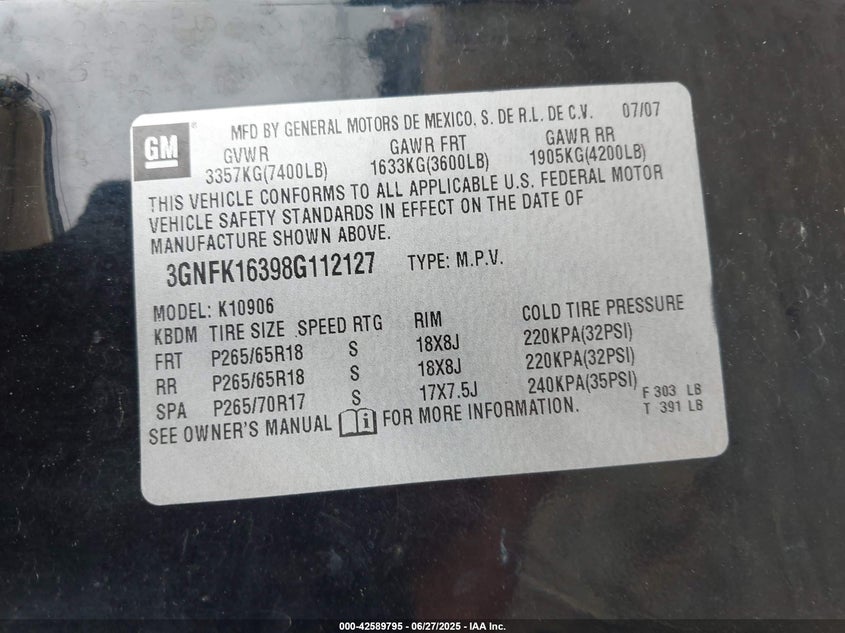 GM ® MFD BY GENERAL MOTORS DE MEXICO, S. DE R.L. DE C.V. 07/07
GVWR GAWR FRT GAWR RR
3357KG(7400LB) 1633KG(3600LB) 1905KG(4200LB)
THIS VEHICLE CONFORMS TO ALL APPLICABLE U.S. FEDERAL MOTOR
VEHICLE SAFETY STANDARDS IN EFFECT ON THE DATE OF
MANUFACTURE SHOWN ABOVE.
3GNFK16398G112127 TYPE: M.P.V.
MODEL: K10906
KBDM TIRE SIZE SPEED RTG RIM COLD TIRE PRESSURE
FRT P265/65R18 S 18X8J 220KPA(32PSI)
RR P265/65R18 S 18X8J 220KPA(32PSI)
SPA P265/70R17 S 17X7.5J 240KPA(35PSI)
F 303 LB
T 391 LB
SEE OWNER'S MANUAL i FOR MORE INFORMATION.
000-42589795 - 06/27/2025 - IAA Inc.